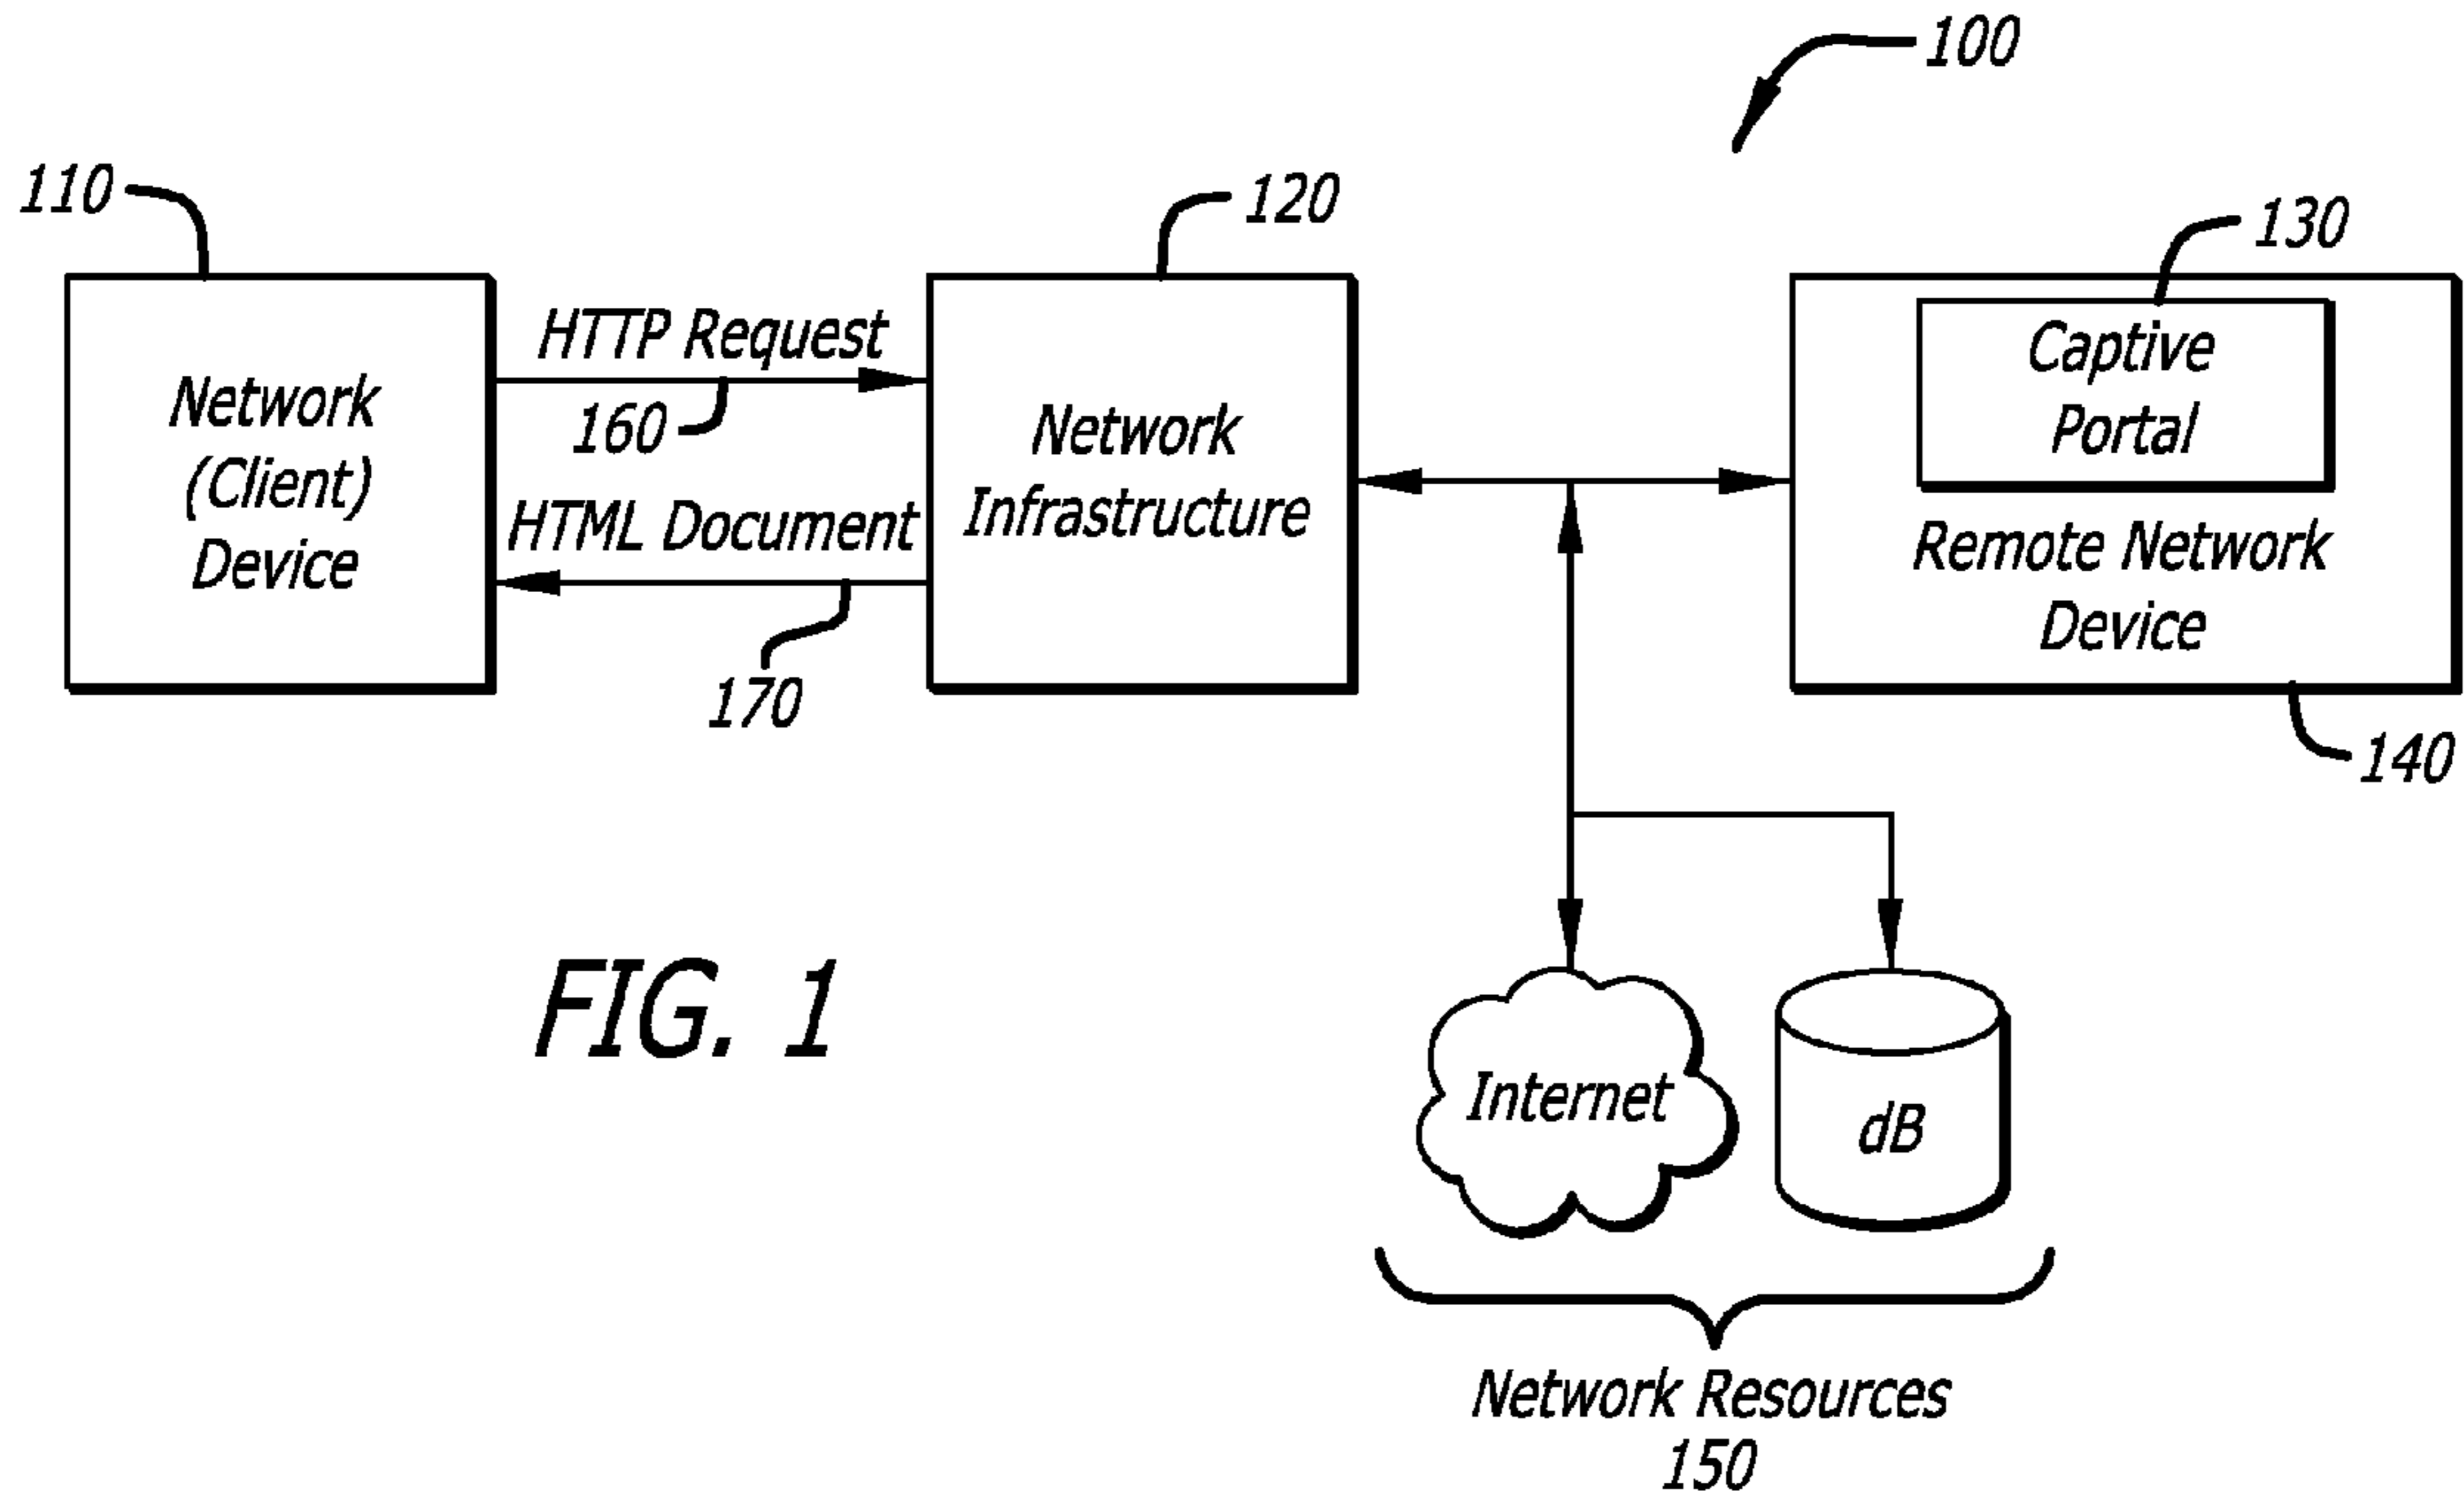 100
110
120
130
HTTP Request
160
HTML Document
170
Network
(Client)
Device
Network
Infrastructure
Captive
Portal
Remote Network
Device
140
FIG. 1
Internet
dB
Network Resources
150